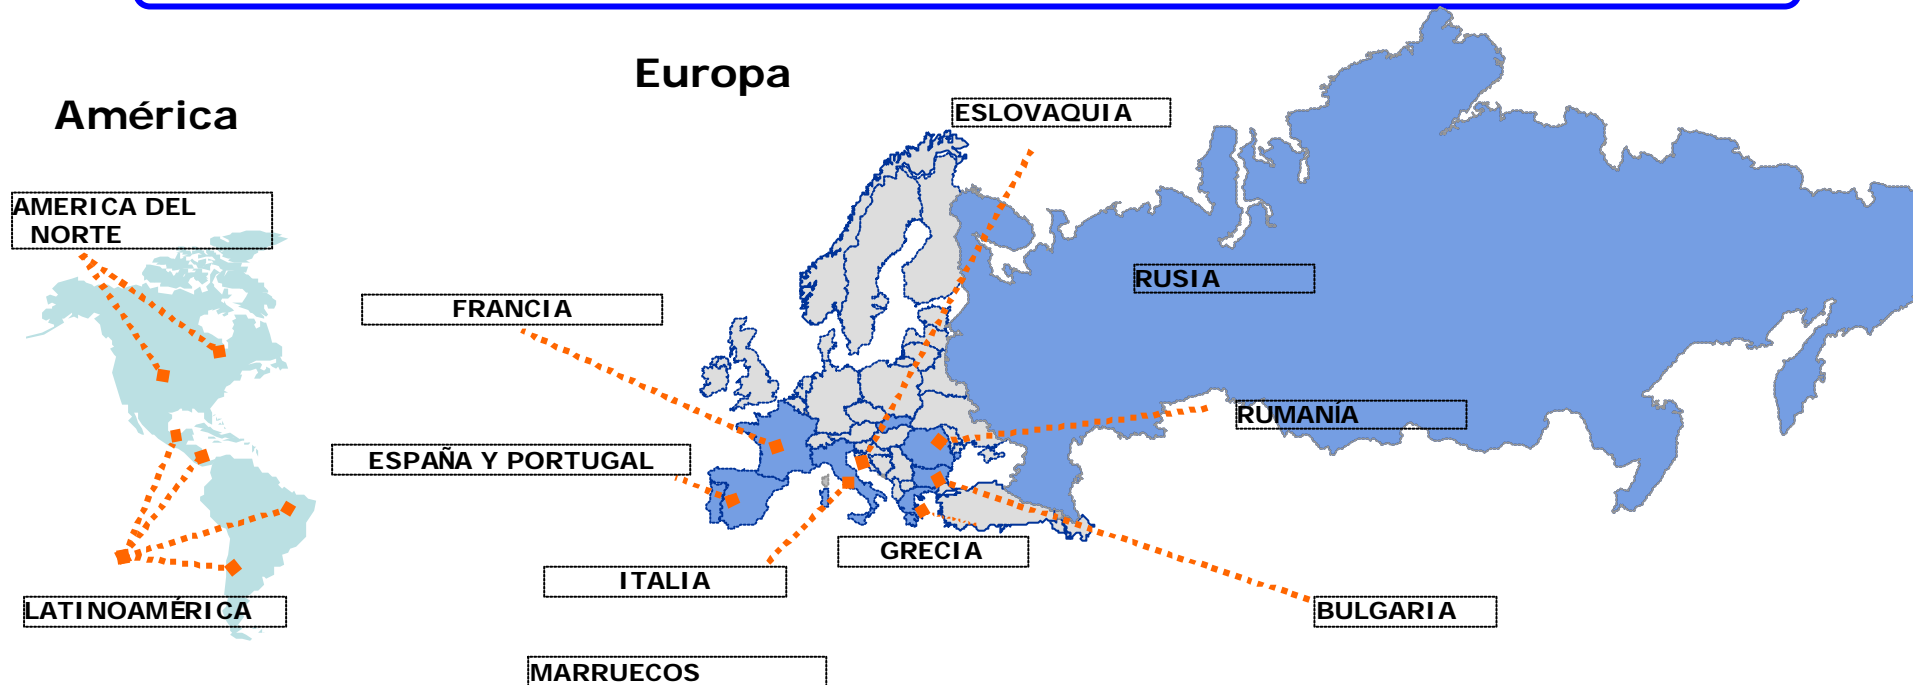 Europa
América
ESLOVAQUIA
AMERICA DEL
NORTE
RUSIA
FRANCIA
RUMANÍA
ESPAÑA Y PORTUGAL
GRECIA
ITALIA
LATINOAMÉRICA
BULGARIA
MARRUECOS